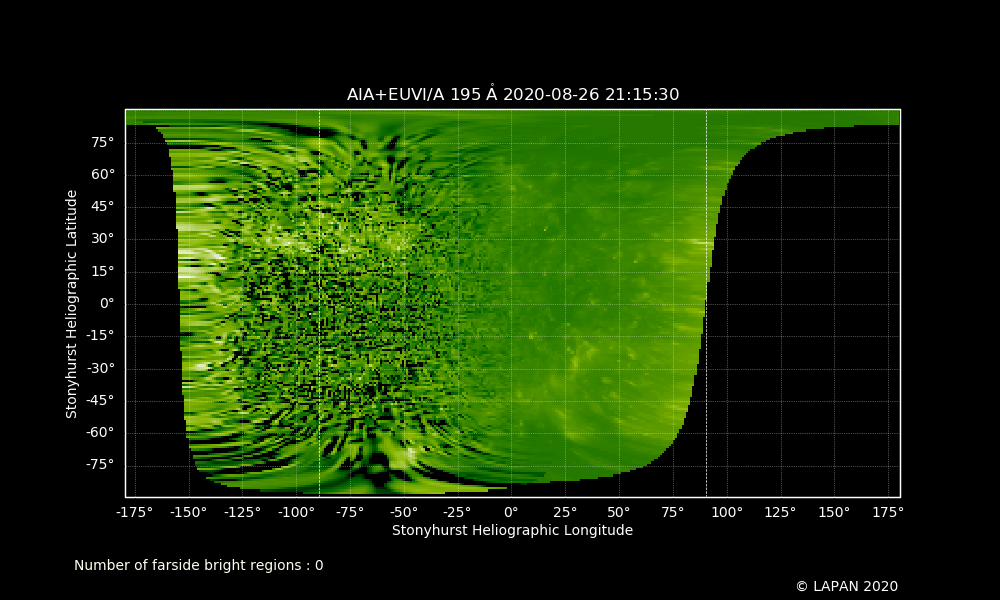 AIA+EUVI/A 195 Å 2020-08-26 21:15:30
Stonyhurst Heliographic Latitude
75°
60°
45°
30°
15°
0°
-15°
-30°
-45°
-60°
-75°
-175° -150° -125° -100° -75° -50° -25° 0° 25° 50° 75° 100° 125° 150° 175°
Stonyhurst Heliographic Longitude
Number of farside bright regions : 0
© LAPAN 2020